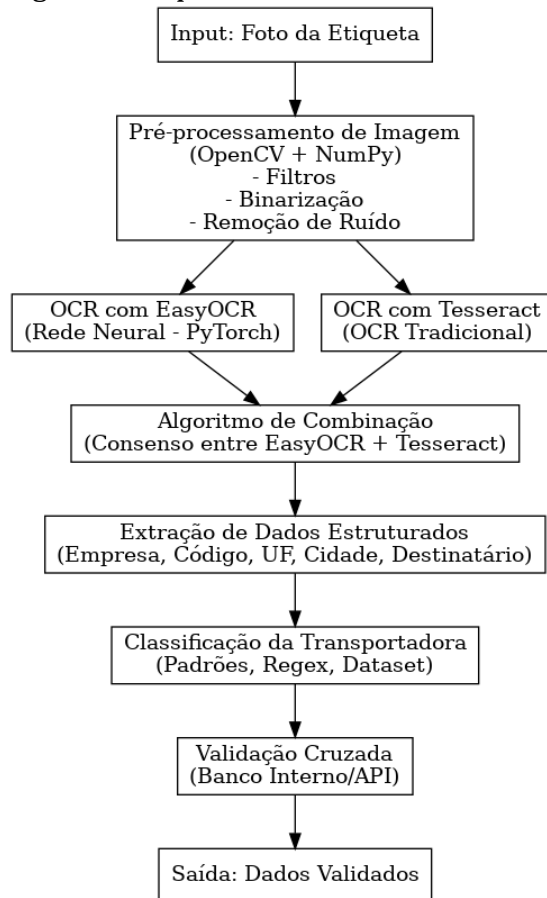 Input: Foto da Etiqueta
Pré-processamento de Imagem
(OpenCV + NumPy)
- Filtros
- Binarização
- Remoção de Ruído
OCR com EasyOCR
(Rede Neural - PyTorch)
OCR com Tesseract
(OCR Tradicional)
Algoritmo de Combinação
(Consenso entre EasyOCR + Tesseract)
Extração de Dados Estruturados
(Empresa, Código, UF, Cidade, Destinatário)
Classificação da Transportadora
(Padrões, Regex, Dataset)
Validação Cruzada
(Banco Interno/API)
Saída: Dados Validados